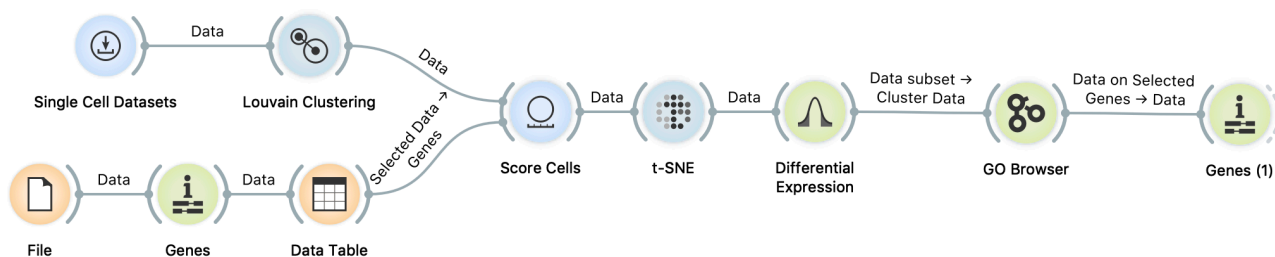 Data
Single Cell Datasets
Louvain Clustering
Data
Selected Data →
Genes
File
Data
Genes
Data
Data Table
Score Cells
Data
t-SNE
Data
Differential
Expression
Data subset →
Cluster Data
GO Browser
Data on Selected
Genes → Data
Genes (1)